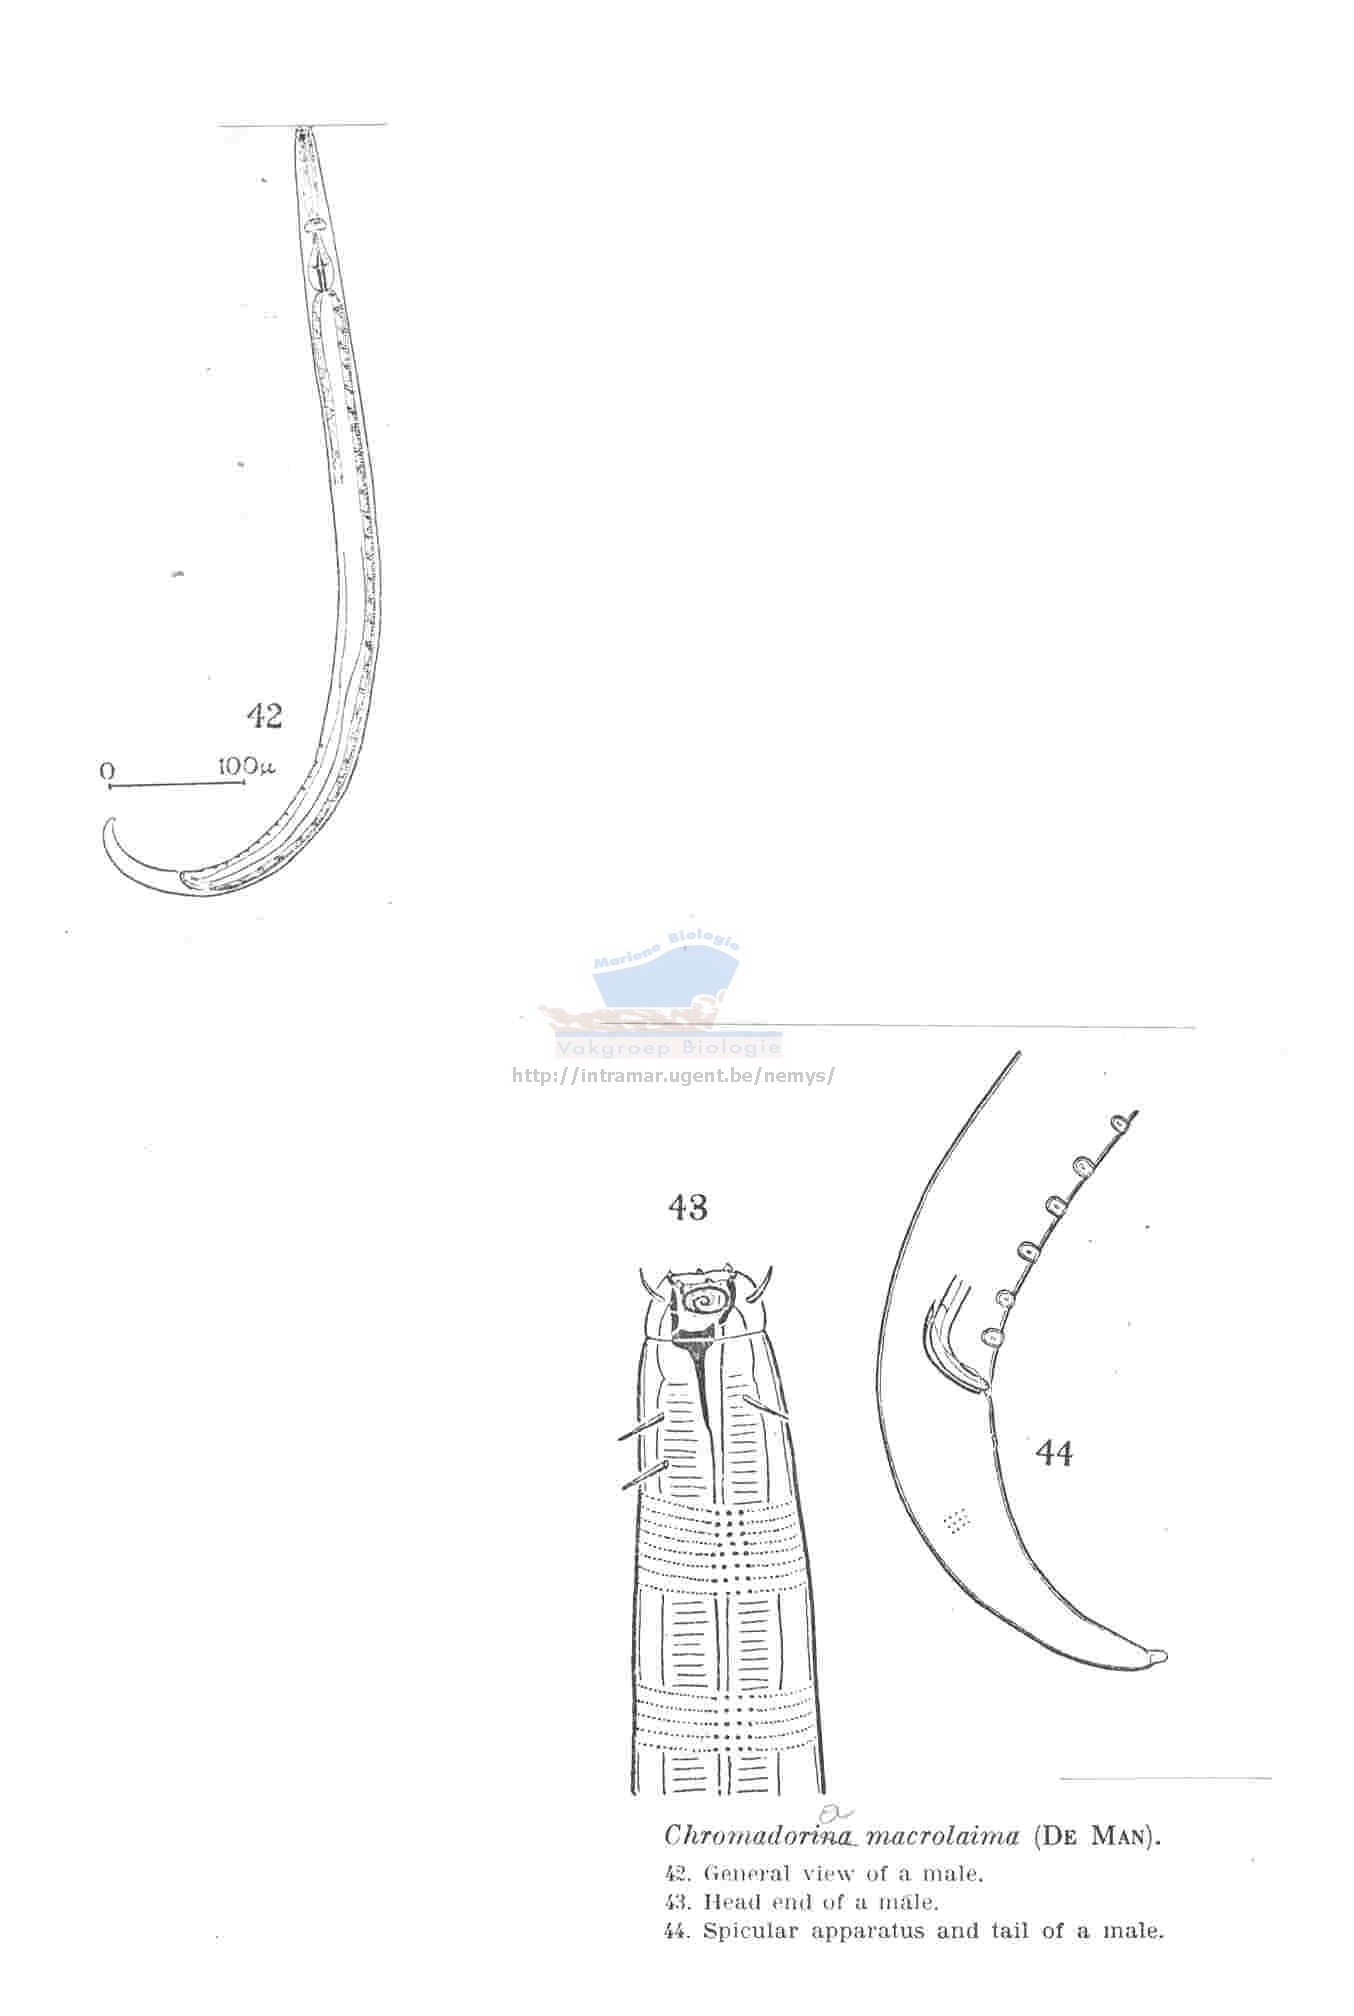 42
0 100µ
Mariene Biologie
Vakgroep Biologie
http://intramar.ugent.be/nemys/
43
44
a
Chromadorina macrolaima (DE MAN).
42. General view of a male.
43. Head end of a male.
44. Spicular apparatus and tail of a male.